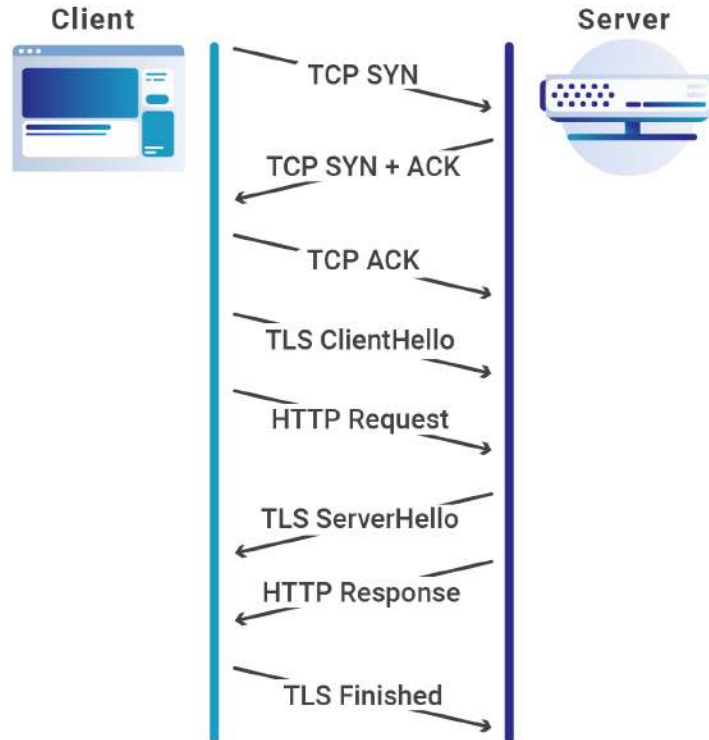 Client
Server
TCP SYN
TCP SYN + ACK
TCP ACK
TLS ClientHello
HTTP Request
TLS ServerHello
HTTP Response
TLS Finished